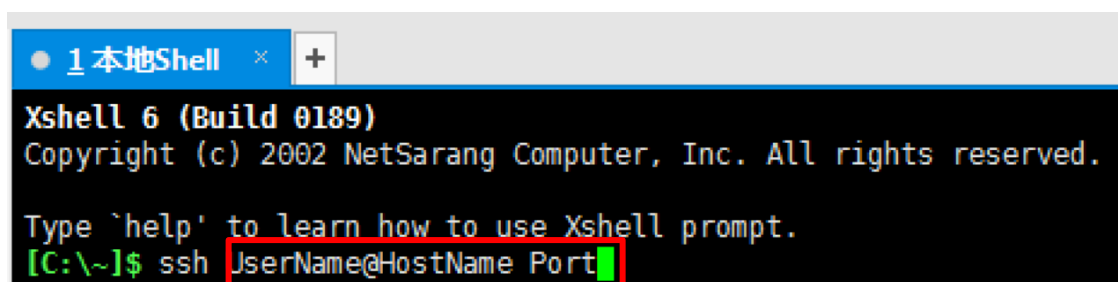 1 本地Shell × +
Xshell 6 (Build 0189)
Copyright (c) 2002 NetSarang Computer, Inc. All rights reserved.
Type `help' to learn how to use Xshell prompt.
[C:\~]$ ssh UserName@HostName Port